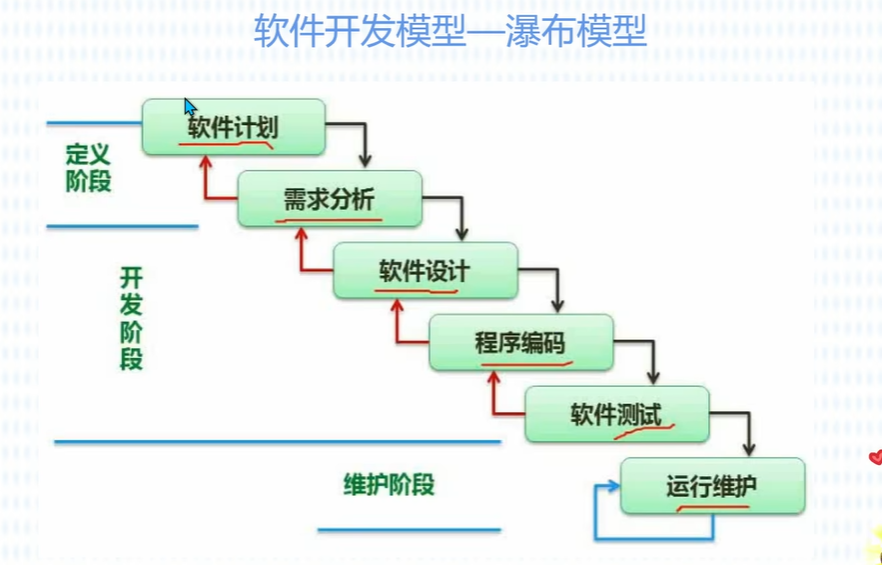 软件开发模型—瀑布模型
软件计划
定义
阶段
需求分析
软件设计
开
发
阶
段
程序编码
软件测试
维护阶段
运行维护